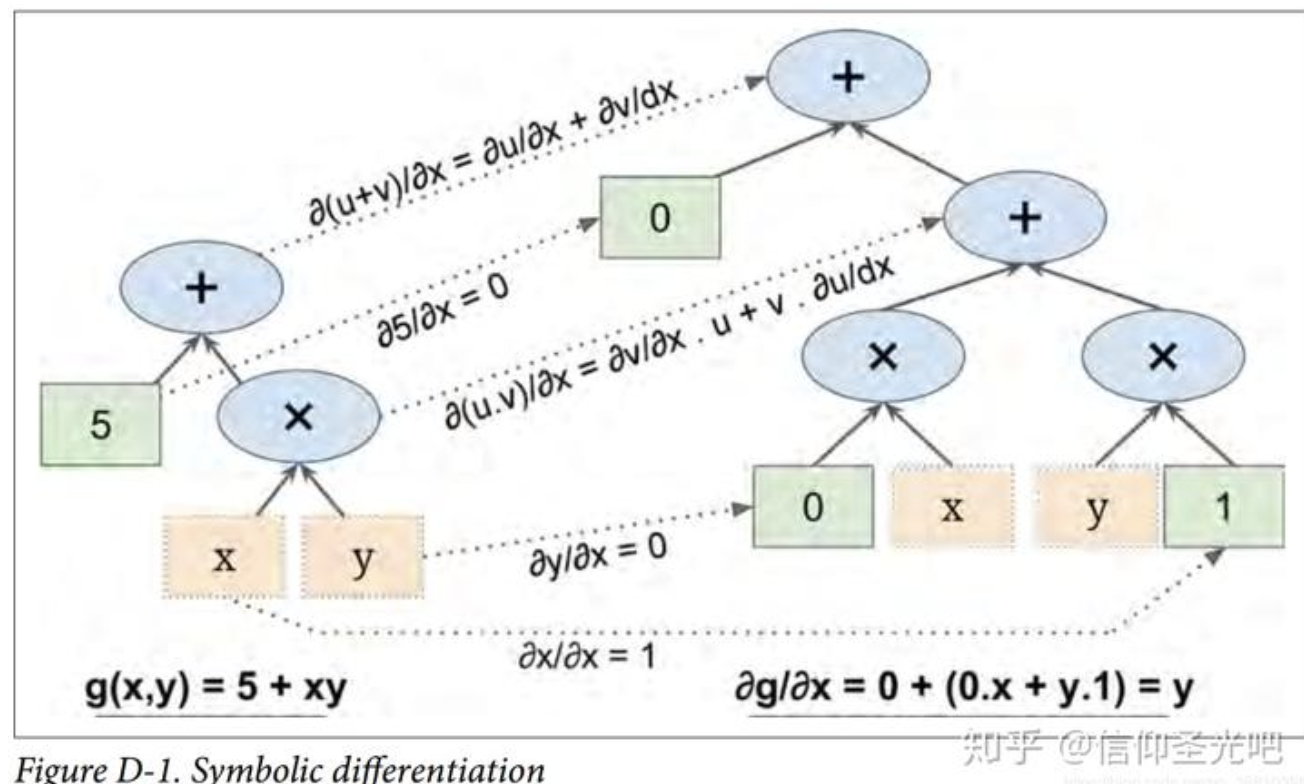 +
∂(u+v)/∂x = ∂u/∂x + ∂v/dx
0
+
+
∂5/∂x = 0
∂(u.v)/∂x = ∂v/∂x . u + v . ∂u/dx
×
×
5
×
0
x
y
1
x
y
∂y/∂x = 0
∂x/∂x = 1
g(x,y) = 5 + xy
∂g/∂x = 0 + (0.x + y.1) = y
知乎 @信仰圣光吧
Figure D-1. Symbolic differentiation